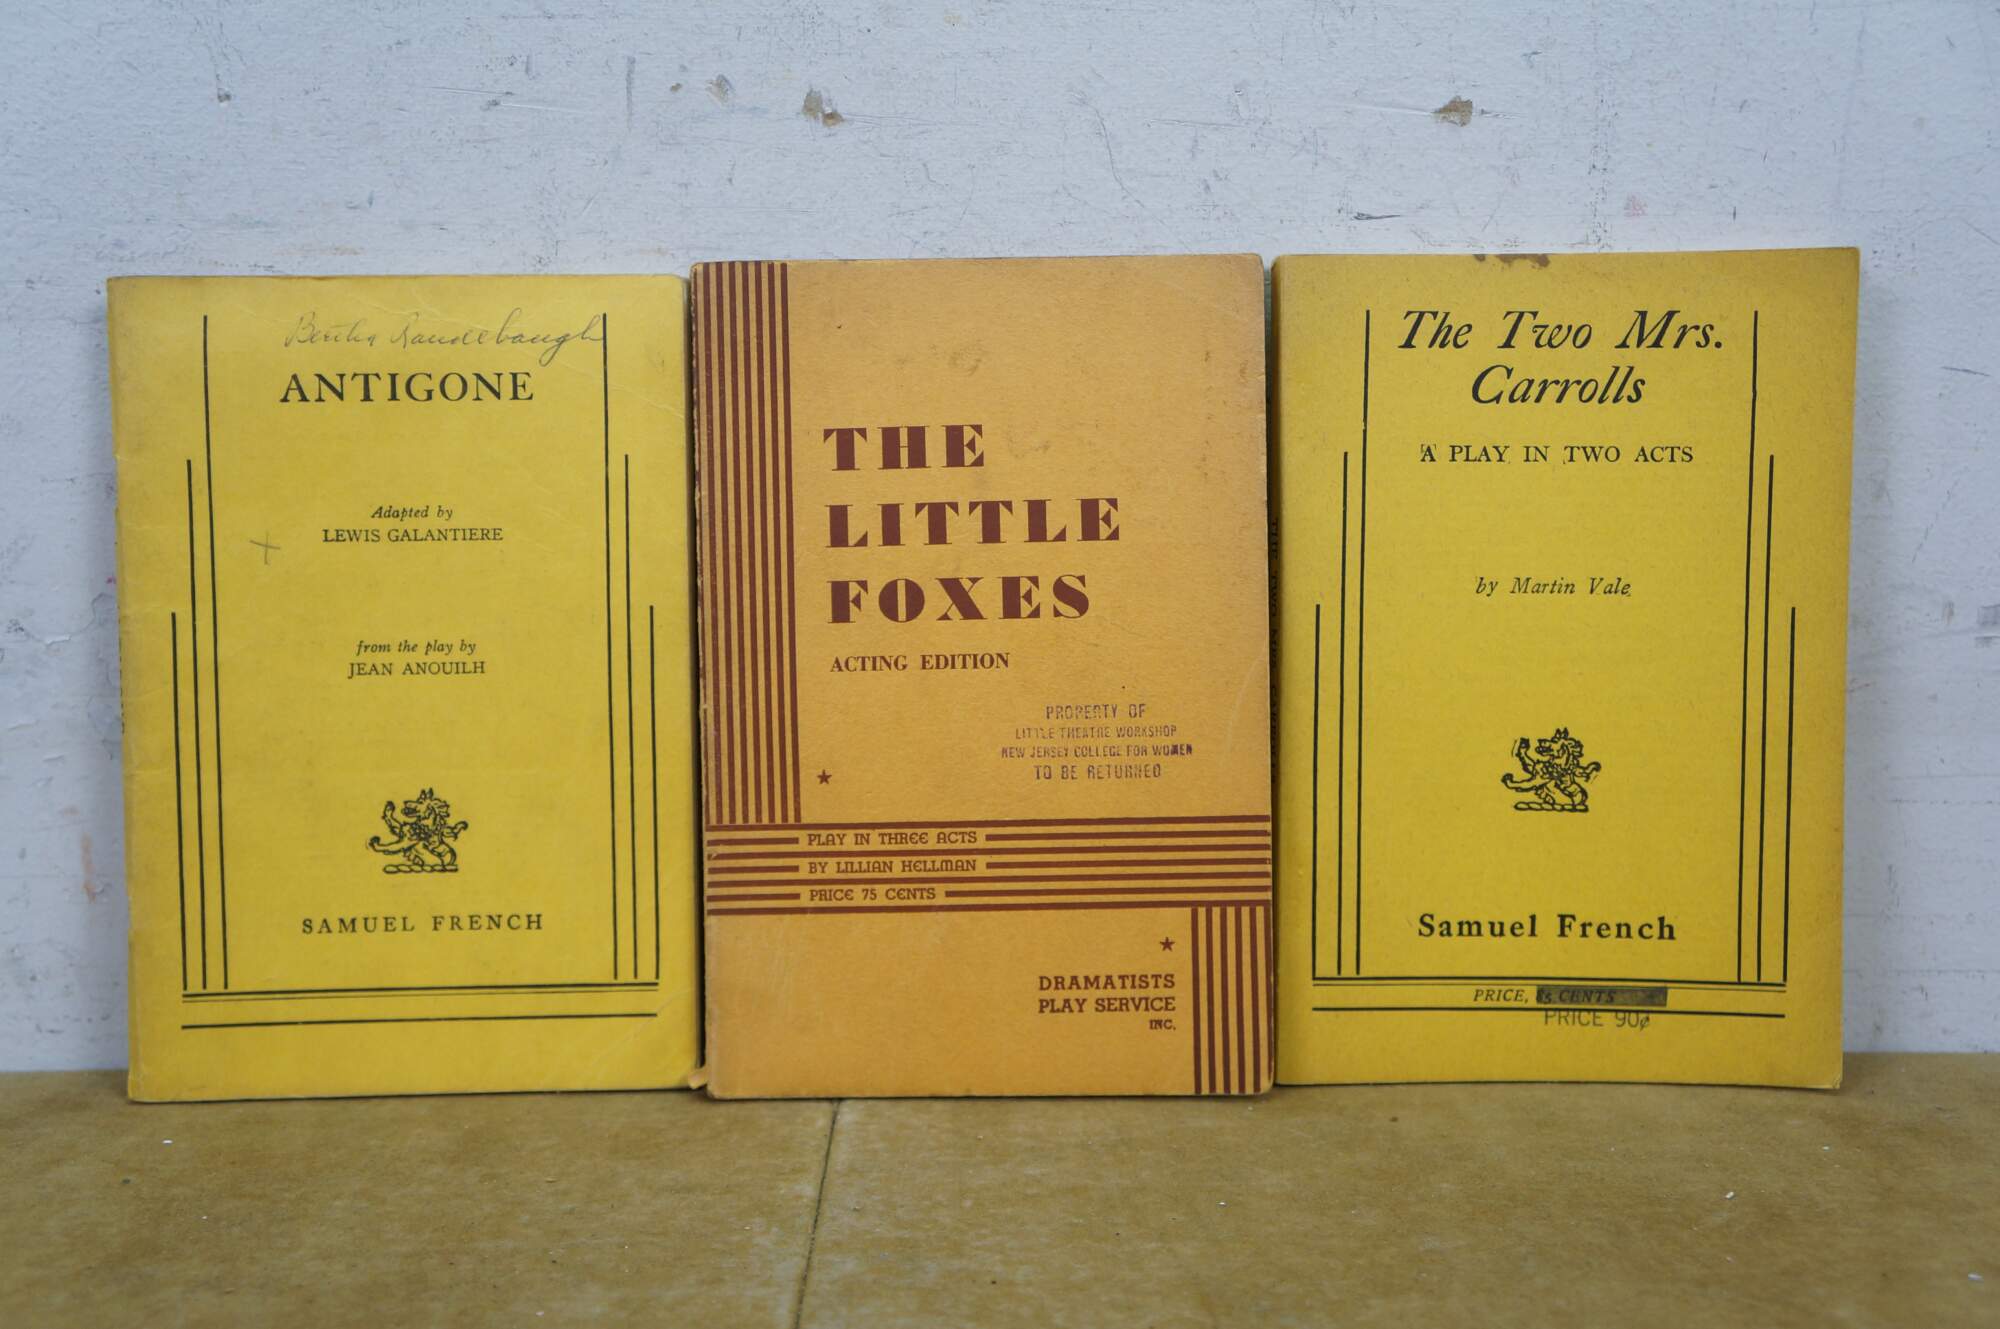 Bertha Raudebaugh
ANTIGONE
Adapted by
LEWIS GALANTIERE
from the play by
JEAN ANOUILH
SAMUEL FRENCH
THE
LITTLE
FOXES
ACTING EDITION
PROPERTY OF
LITTLE THEATRE WORKSHOP
NEW JERSEY COLLEGE FOR WOMEN
TO BE RETURNED
PLAY IN THREE ACTS
BY LILLIAN HELLMAN
PRICE 75 CENTS
DRAMATISTS
PLAY SERVICE
INC.
The Two Mrs.
Carrolls
A PLAY IN TWO ACTS
by Martin Vale
Samuel French
PRICE, 85 CENTS
PRICE 90¢